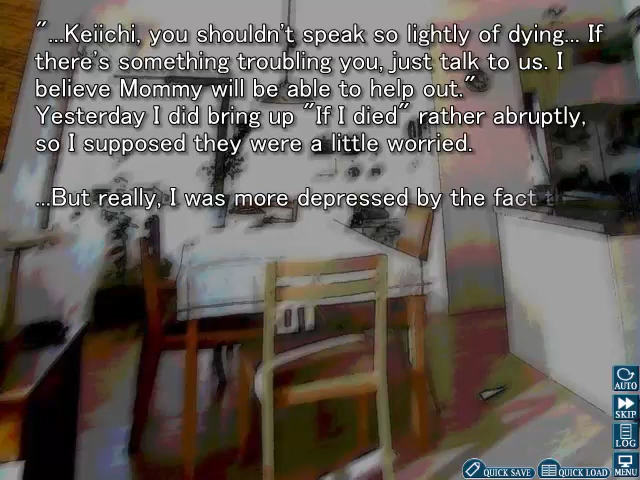 "...Keiichi, you shouldn't speak so lightly of dying... If
there's something troubling you, just talk to us. I
believe Mommy will be able to help out."
Yesterday I did bring up "If I died" rather abruptly,
so I supposed they were a little worried.
...But really, I was more depressed by the fact
AUTO
SKIP
LOG
MENU
QUICK SAVE
QUICK LOAD